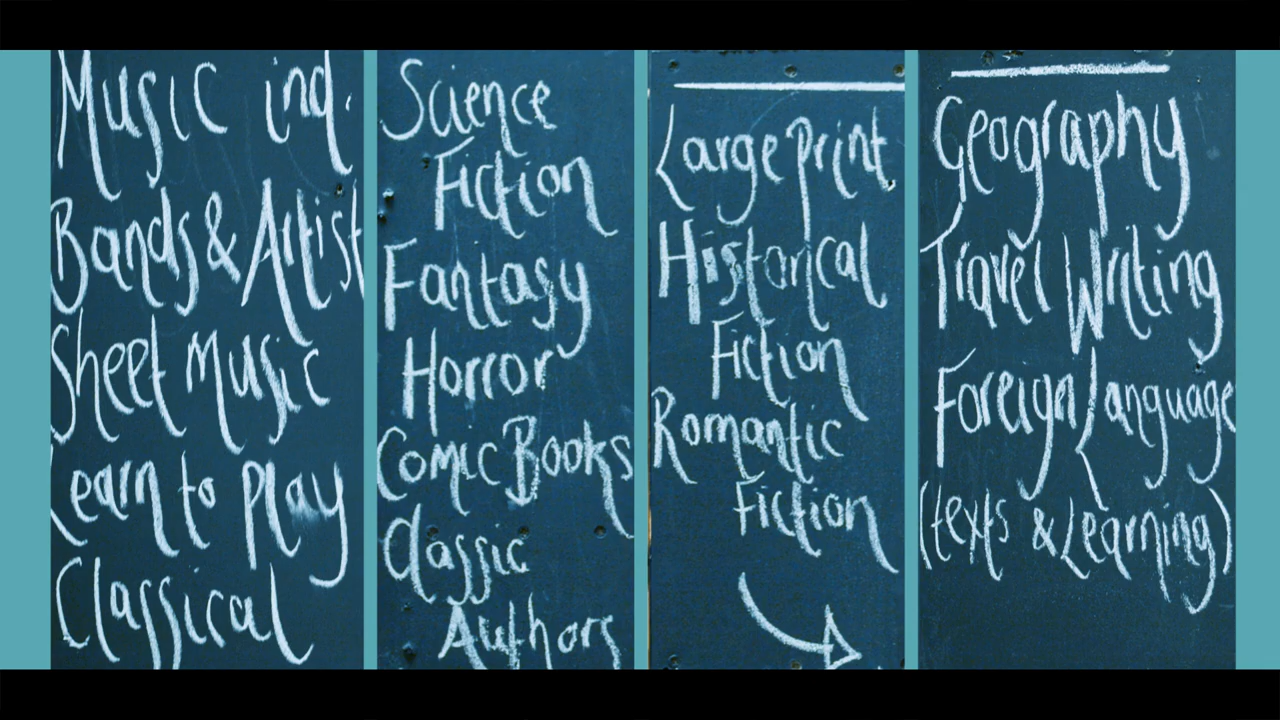 Music ind.
Bands & Artist
Sheet Music
Learn to Play
Classical
Science
Fiction
Fantasy
Horror
Comic Books
Classic
Authors
Large Print
Historical
Fiction
Romantic
Fiction
Geography
Travel Writing
Foreign Language
(texts & Learning)